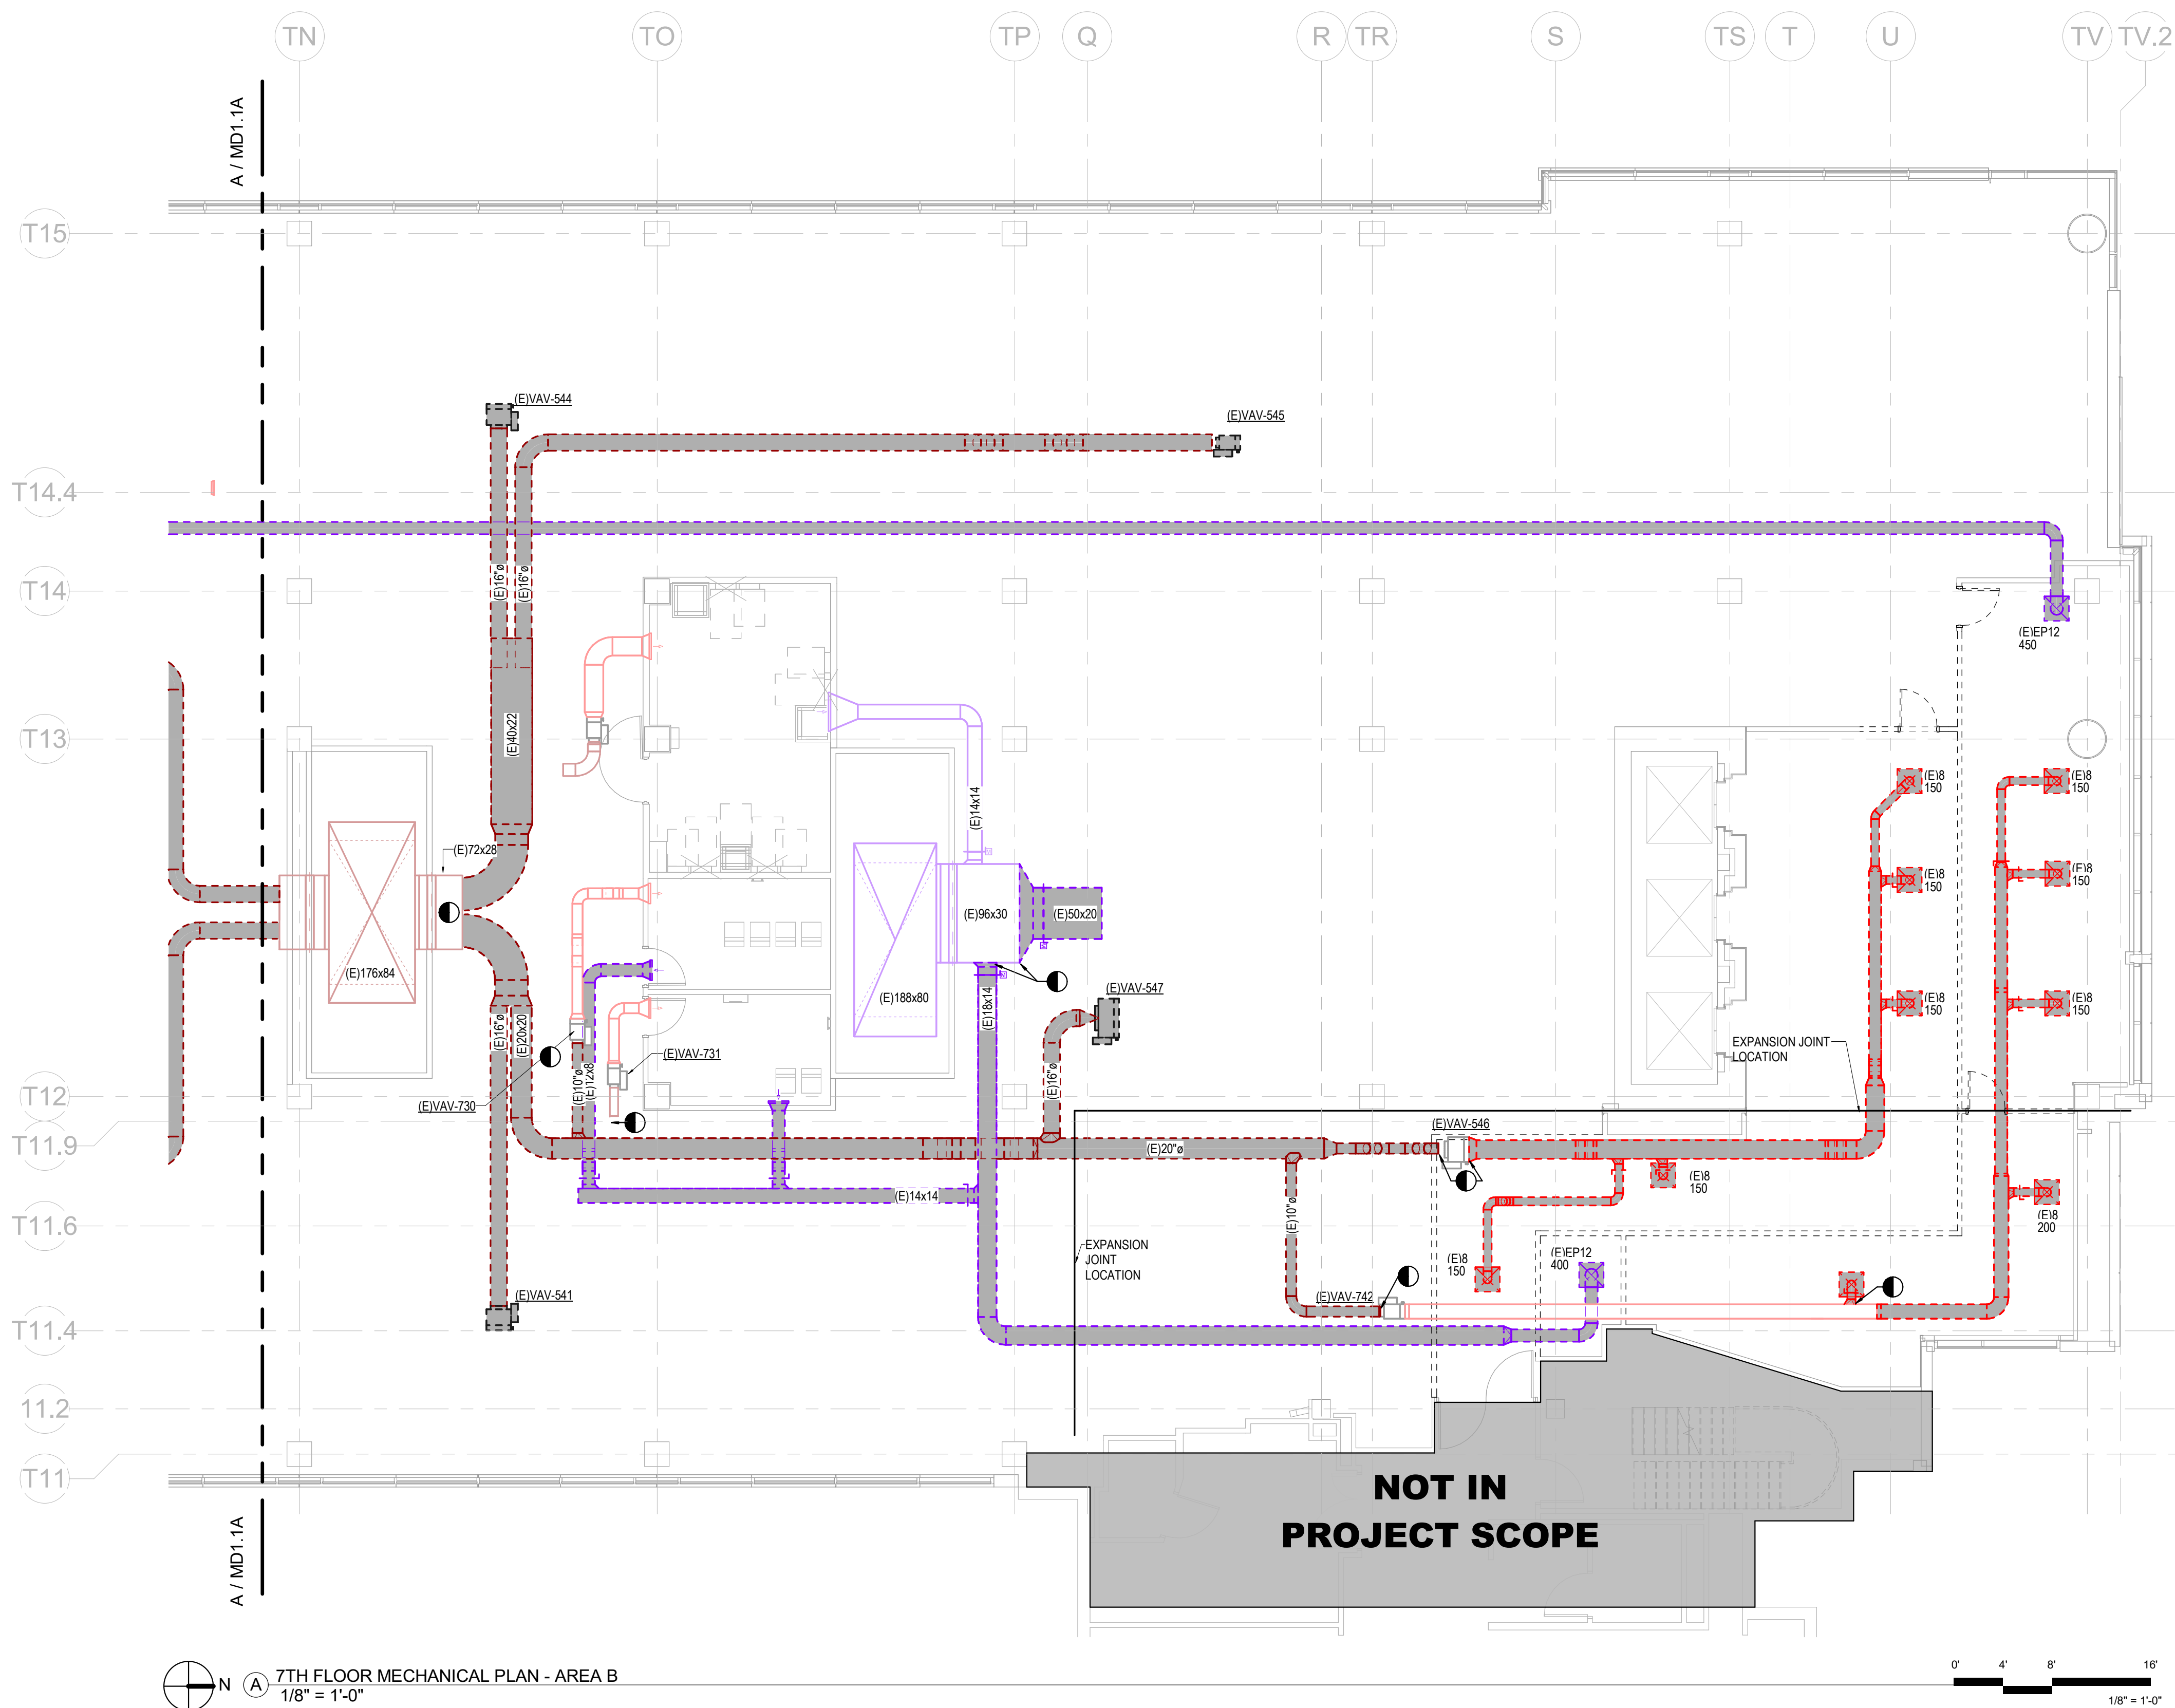 TN
TO
TP
Q
R
TR
S
TS
T
U
TV
TV.2
A / MD1.1A
T15
T14.4
T14
T13
T12
T11.9
T11.6
T11.4
11.2
T11
(E)VAV-544
(E)VAV-545
(E)16"ø
(E)16"ø
(E)40x22
(E)EP12
450
(E)72x28
(E)176x84
(E)14x14
(E)96x30
(E)50x20
(E)188x80
(E)18x14
(E)8
150
(E)8
150
(E)8
150
(E)8
150
(E)8
150
(E)8
150
(E)16"ø
(E)20x20
(E)10"ø
(E)12x8
(E)VAV-730
(E)VAV-731
(E)VAV-547
(E)16"ø
EXPANSION JOINT
LOCATION
(E)VAV-546
(E)20"ø
(E)14x14
(E)10"ø
(E)8
150
(E)8
200
EXPANSION
JOINT
LOCATION
(E)8
150
(E)EP12
400
(E)VAV-742
(E)VAV-541
NOT IN
PROJECT SCOPE
A / MD1.1A
N
A
7TH FLOOR MECHANICAL PLAN - AREA B
1/8" = 1'-0"
0' 4' 8' 16'
1/8" = 1'-0"